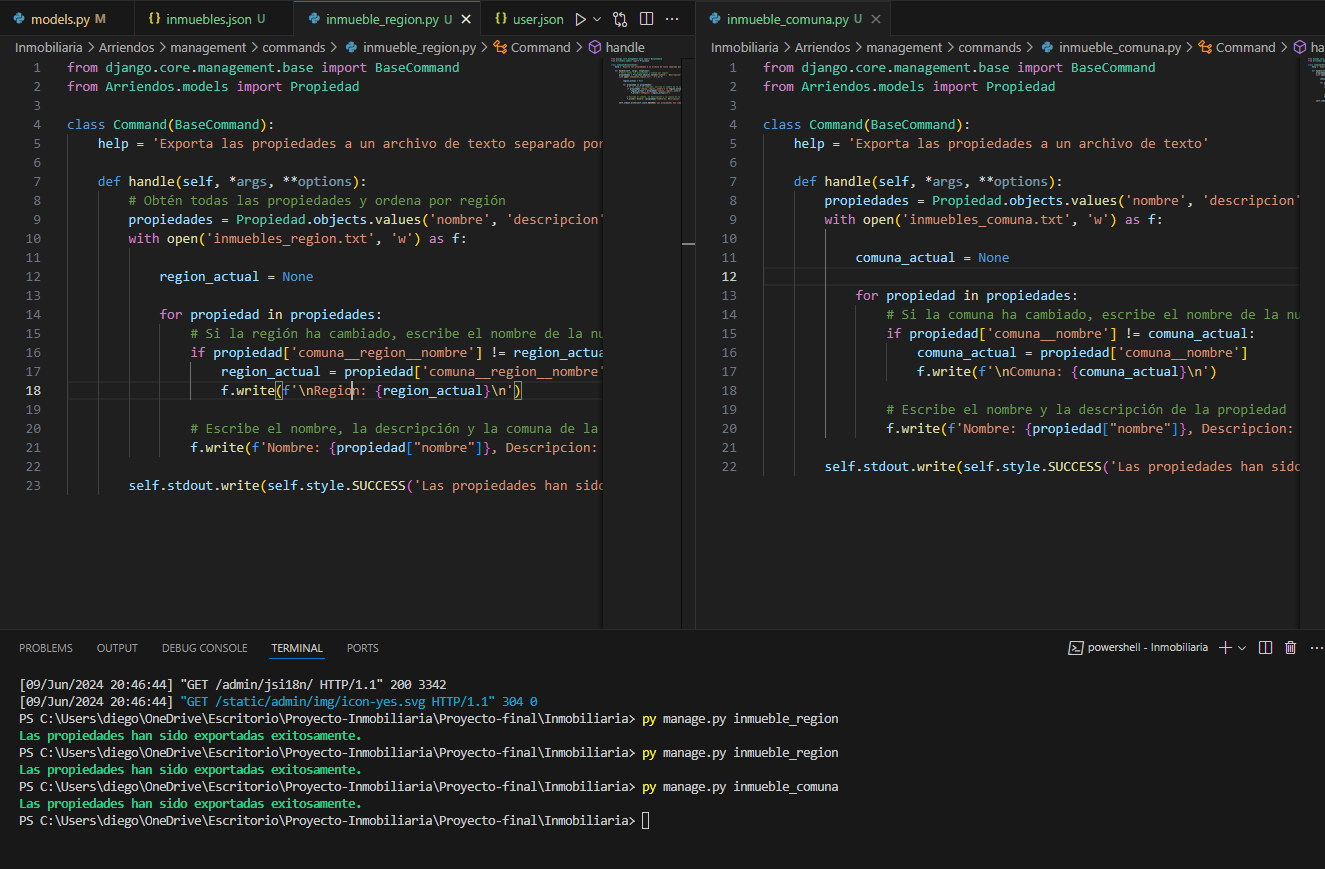 models.py M
inmuebles.json U
inmueble_region.py U
user.json
Inmobiliaria > Arriendos > management > commands > inmueble_region.py > Command > handle
1 from django.core.management.base import BaseCommand
2 from Arriendos.models import Propiedad
3
4 class Command(BaseCommand):
5 help = 'Exporta las propiedades a un archivo de texto separado por
6
7 def handle(self, *args, **options):
8 # Obtén todas las propiedades y ordena por región
9 propiedades = Propiedad.objects.values('nombre', 'descripcion'
10 with open('inmuebles_region.txt', 'w') as f:
11
12 region_actual = None
13
14 for propiedad in propiedades:
15 # Si la región ha cambiado, escribe el nombre de la nu
16 if propiedad['comuna__region__nombre'] != region_actua
17 region_actual = propiedad['comuna__region__nombre'
18 f.write(f'\nRegion: {region_actual}\n')
19
20 # Escribe el nombre, la descripción y la comuna de la
21 f.write(f'Nombre: {propiedad["nombre"]}, Descripcion:
22
23 self.stdout.write(self.style.SUCCESS('Las propiedades han sido
inmueble_comuna.py U
Inmobiliaria > Arriendos > management > commands > inmueble_comuna.py > Command > ha
1 from django.core.management.base import BaseCommand
2 from Arriendos.models import Propiedad
3
4 class Command(BaseCommand):
5 help = 'Exporta las propiedades a un archivo de texto'
6
7 def handle(self, *args, **options):
8 propiedades = Propiedad.objects.values('nombre', 'descripcion'
9 with open('inmuebles_comuna.txt', 'w') as f:
10
11 comuna_actual = None
12
13 for propiedad in propiedades:
14 # Si la comuna ha cambiado, escribe el nombre de la nu
15 if propiedad['comuna__nombre'] != comuna_actual:
16 comuna_actual = propiedad['comuna__nombre']
17 f.write(f'\nComuna: {comuna_actual}\n')
18
19 # Escribe el nombre y la descripción de la propiedad
20 f.write(f'Nombre: {propiedad["nombre"]}, Descripcion:
21
22 self.stdout.write(self.style.SUCCESS('Las propiedades han sido
PROBLEMS OUTPUT DEBUG CONSOLE TERMINAL PORTS
powershell - Inmobiliaria
[09/Jun/2024 20:46:44] "GET /admin/jsi18n/ HTTP/1.1" 200 3342
[09/Jun/2024 20:46:44] "GET /static/admin/img/icon-yes.svg HTTP/1.1" 304 0
PS C:\Users\diego\OneDrive\Escritorio\Proyecto-Inmobiliaria\Proyecto-final\Inmobiliaria> py manage.py inmueble_region
Las propiedades han sido exportadas exitosamente.
PS C:\Users\diego\OneDrive\Escritorio\Proyecto-Inmobiliaria\Proyecto-final\Inmobiliaria> py manage.py inmueble_region
Las propiedades han sido exportadas exitosamente.
PS C:\Users\diego\OneDrive\Escritorio\Proyecto-Inmobiliaria\Proyecto-final\Inmobiliaria> py manage.py inmueble_comuna
Las propiedades han sido exportadas exitosamente.
PS C:\Users\diego\OneDrive\Escritorio\Proyecto-Inmobiliaria\Proyecto-final\Inmobiliaria>